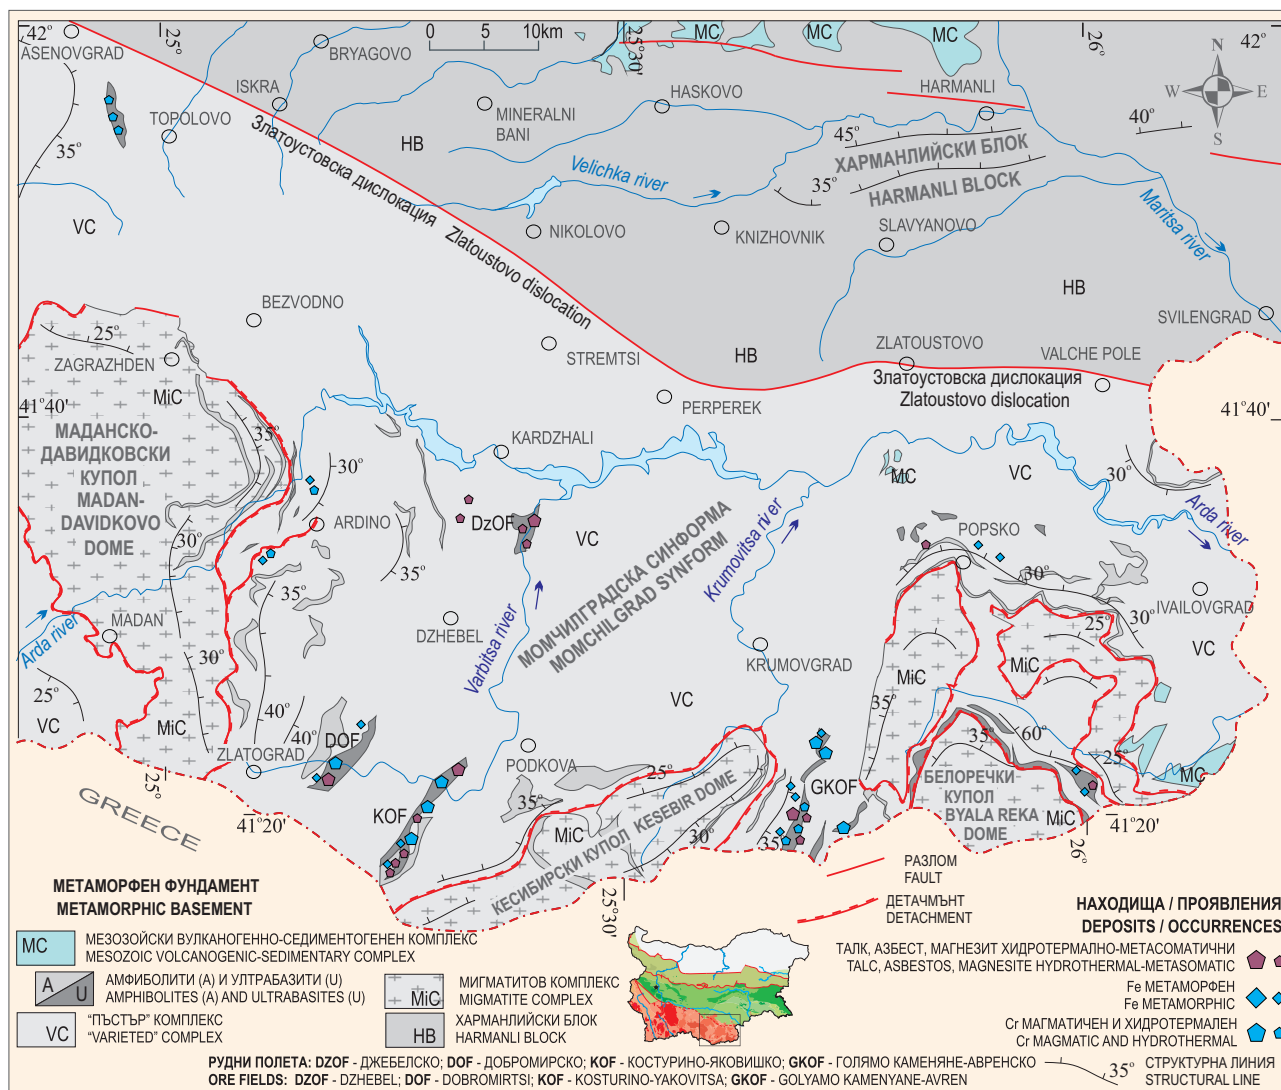 42°
25°
0 5 10km
25°30'
MC
MC
MC
26°
42°
ASENOVGRAD
BRYAGOVO
N
W E
S
ISKRA
HASKOVO
HARMANLI
TOPOLOVO
MINERALNI
BANI
40°
35°
HB
45°
ХАРМАНЛИЙСКИ БЛОК
HARMANLI BLOCK
35°
Златоустовска дислокация
Zlatoustovo dislocation
Velichka river
Maritsa river
VC
NIKOLOVO
KNIZHOVNIK
SLAVYANOVO
HB
BEZVODNO
SVILENGRAD
25°
ZAGRAZHDEN
STREMTSI
HB
ZLATOUSTOVO
VALCHE POLE
Златоустовска дислокация
Zlatoustovo dislocation
MiC
PERPEREK
41°40'
41°40'
МАДАНСКО-
ДАВИДКОВСКИ
КУПОЛ
MADAN-
DAVIDKOVO
DOME
35°
KARDZHALI
30°
MC
VC
30°
ARDINO
DzOF
VC
Arda river
30°
35°
МОМЧИЛГРАДСКА СИНФОРМА
MOMCHILGRAD SYNFORM
Krumovitsa river
POPSKO
30°
35°
IVAILOVGRAD
Arda river
MADAN
DZHEBEL
Varbitsa river
25°
30°
KRUMOVGRAD
30°
MiC
MiC
VC
25°
VC
MiC
40°
40°
VC
35°
ZLATOGRAD
DOF
PODKOVA
25°
35°
60°
25°
MC
GREECE
25°
41°20'
KOF
35°
MiC
КЕСИБИРСКИ КУПОЛ KESEBIR DOME
30°
35°
GKOF
БЕЛОРЕЧКИ-
КУПОЛ
BYALA REKA
DOME
MiC
41°20'
26°
25°30'
РАЗЛОМ
FAULT
ДЕТАЧМЪНТ
DETACHMENT
МЕТАМОРФЕН ФУНДАМЕНТ
METAMORPHIC BASEMENT
MC
МЕЗОЗОЙСКИ ВУЛКАНОГЕННО-СЕДИМЕНТОГЕНЕН КОМПЛЕКС
MESOZOIC VOLCANOGENIC-SEDIMENTARY COMPLEX
A U
АМФИБОЛИТИ (А) И УЛТРАБАЗИТИ (U)
AMPHIBOLITES (A) AND ULTRABASITES (U)
VC
"ПЪСТЪР" КОМПЛЕКС
"VARIETED" COMPLEX
MiC
МИГМАТИТОВ КОМПЛЕКС
MIGMATITE COMPLEX
HB
ХАРМАНЛИЙСКИ БЛОК
HARMANLI BLOCK
НАХОДИЩА / ПРОЯВЛЕНИЯ
DEPOSITS / OCCURRENCES
ТАЛК, АЗБЕСТ, МАГНЕЗИТ ХИДРОТЕРМАЛНО-МЕТАСОМАТИЧНИ
TALC, ASBESTOS, MAGNESITE HYDROTHERMAL-METASOMATIC
Fe МЕТАМОРФЕН
Fe METAMORPHIC
Cr МАГМАТИЧЕН И ХИДРОТЕРМАЛЕН
Cr MAGMATIC AND HYDROTHERMAL
35°
СТРУКТУРНА ЛИНИЯ
STRUCTURAL LINE
РУДНИ ПОЛЕТА: DZOF - ДЖЕБЕЛСКО; DOF - ДОБРОМИРСКО; KOF - КОСТУРИНО-ЯКОВИШКО; GKOF - ГОЛЯМО КАМЕНЯНЕ-АВРЕНСКО
ORE FIELDS: DZOF - DZHEBEL; DOF - DOBROMIRTSI; KOF - KOSTURINO-YAKOVITSA; GKOF - GOLYAMO KAMENYANE-AVREN